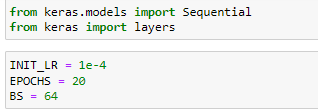 from keras.models import Sequential
from keras import layers
INIT_LR = 1e-4
EPOCHS = 20
BS = 64